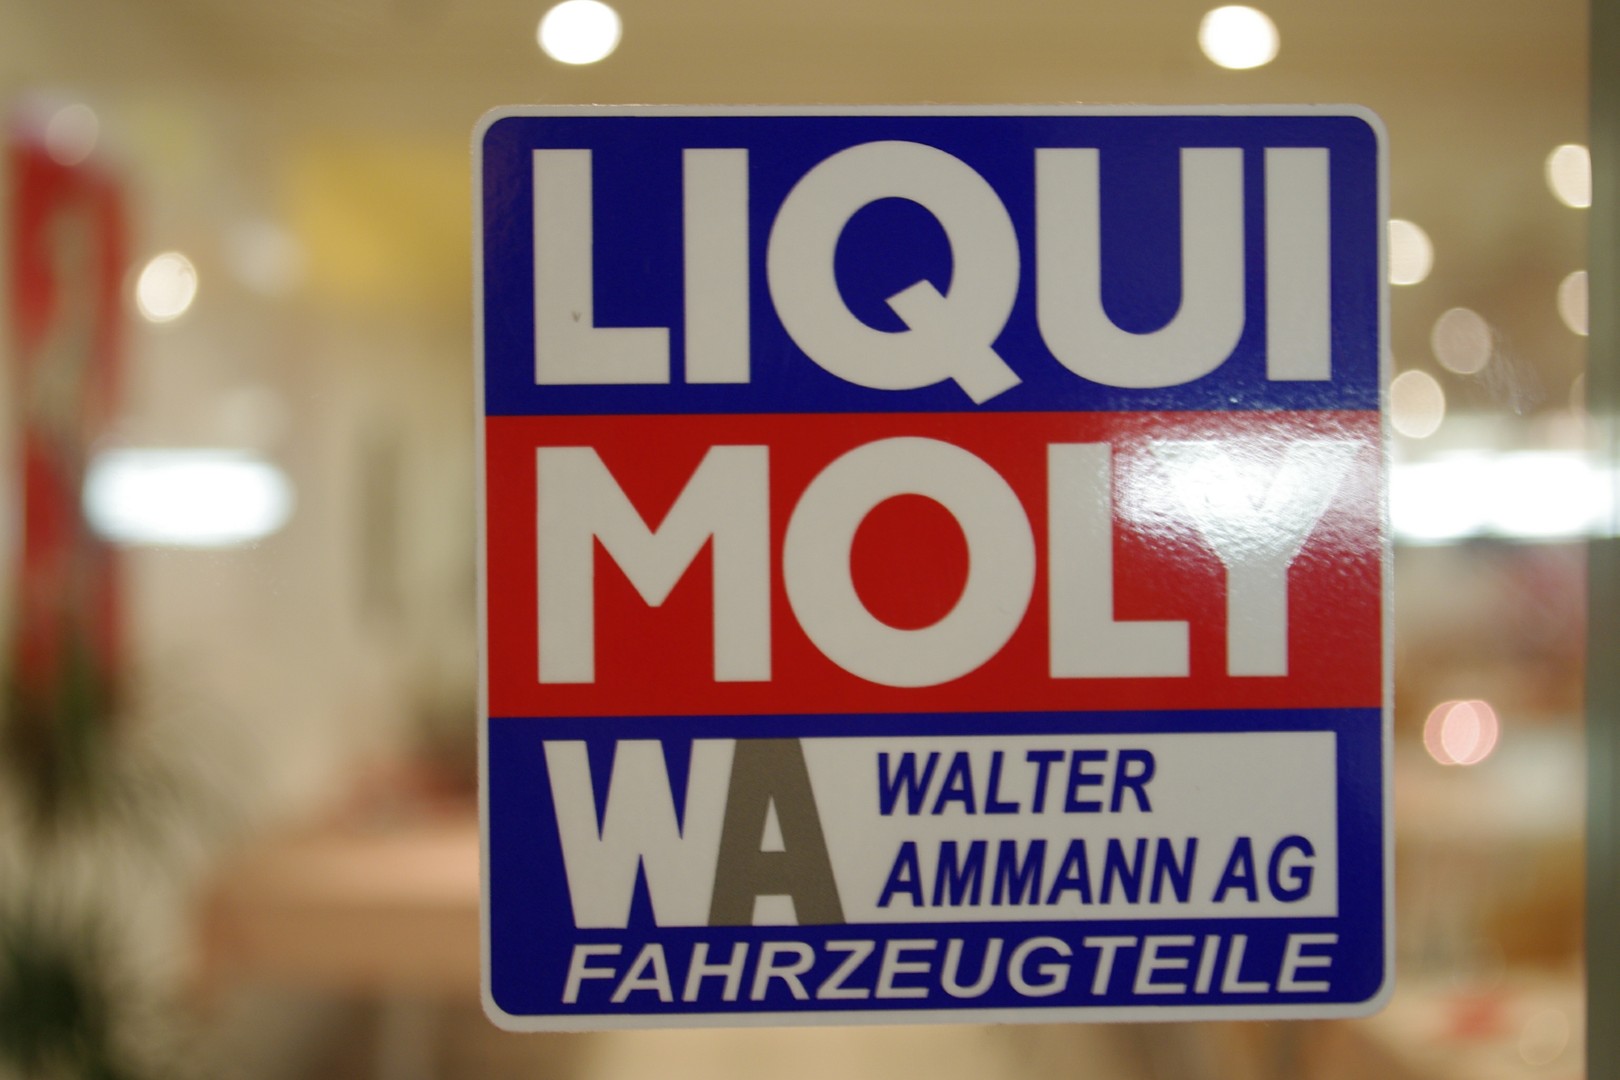 LIQUI
MOLY
WA
WALTER
AMMANN AG
FAHRZEUGTEILE